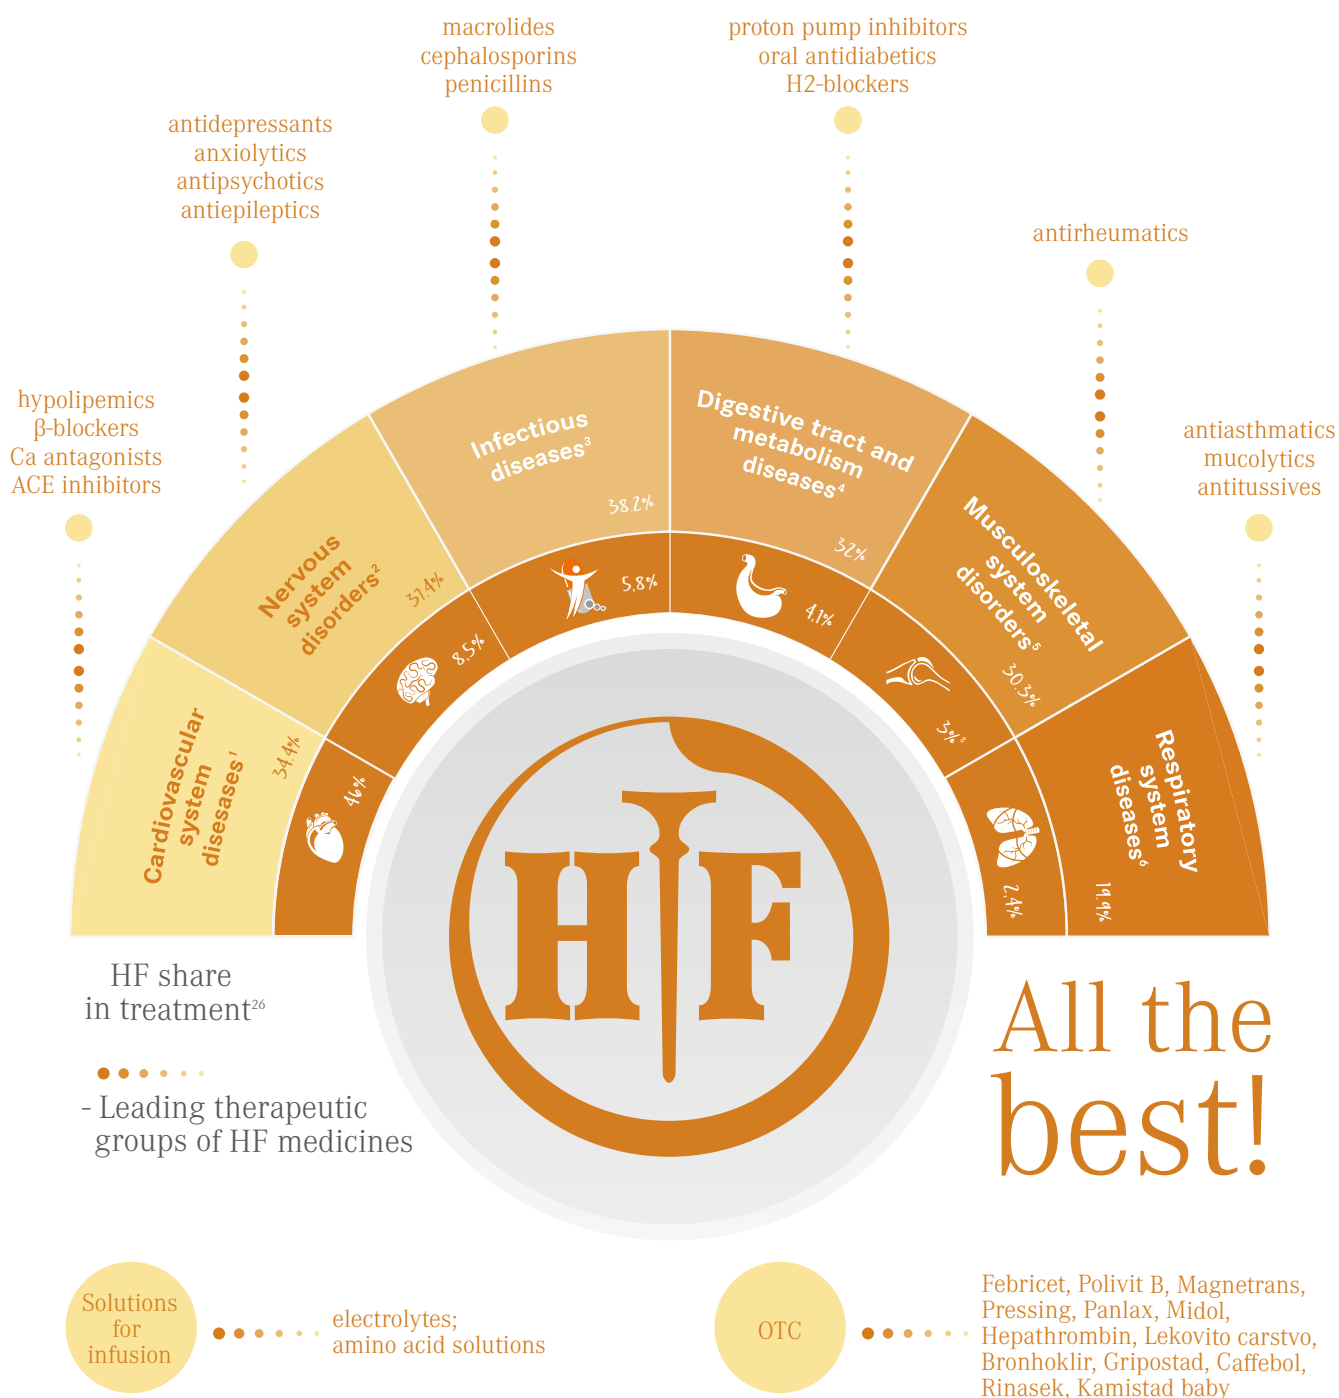 macrolides
cephalosporins
penicillins
proton pump inhibitors
oral antidiabetics
H2-blockers
antidepressants
anxiolytics
antipsychotics
antiepileptics
antirheumatics
hypolipemics
β-blockers
Ca antagonists
ACE inhibitors
antiasthmatics
mucolytics
antitussives
Cardiovascular
system
diseases¹
34.4%
46%
Nervous
system
disorders²
37.4%
8,5%
Infectious
diseases³
38.2%
5,8%
Digestive tract and
metabolism
diseases⁴
32%
4,1%
Musculoskeletal
system
disorders⁵
30.3%
3%⁸
Respiratory
system
diseases⁶
19.9%
2,4%
HF
HF share
in treatment²⁶
- Leading therapeutic
groups of HF medicines
All the
best!
Solutions
for
infusion
electrolytes;
amino acid solutions
OTC
Febricet, Polivit B, Magnetrans,
Pressing, Panlax, Midol,
Hepathrombin, Lekovito carstvo,
Bronhoklir, Gripostad, Caffebol,
Rinasek, Kamistad baby